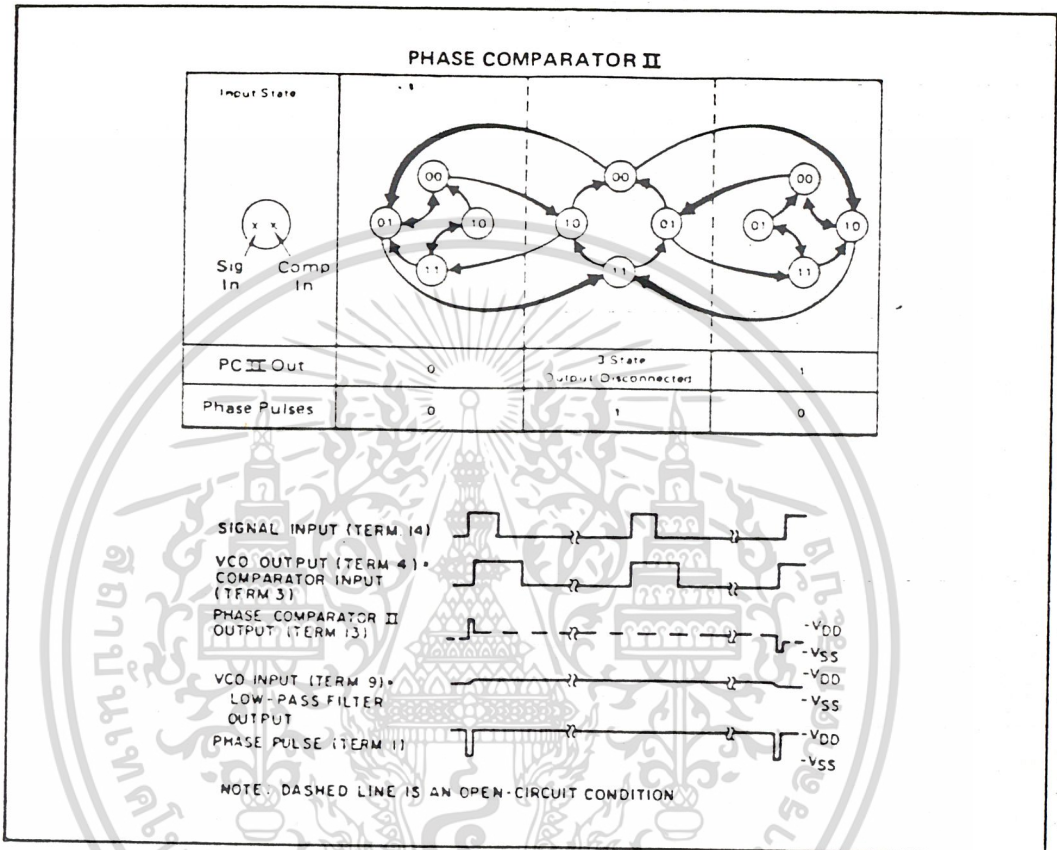 PHASE COMPARATOR II
Input State
00
00
00
01
10
10
01
01
10
11
11
11
x x
Sig In
Comp In
PC II Out
0
3 State
Output Disconnected
1
Phase Pulses
0
1
0
SIGNAL INPUT (TERM. 14)
VCO OUTPUT (TERM 4) =
COMPARATOR INPUT
(TERM 3)
PHASE COMPARATOR II
OUTPUT (TERM 13)
-VDD
-VSS
VCO INPUT (TERM 9) =
LOW-PASS FILTER
OUTPUT
-VDD
-VSS
PHASE PULSE (TERM 1)
-VDD
-VSS
NOTE: DASHED LINE IS AN OPEN-CIRCUIT CONDITION